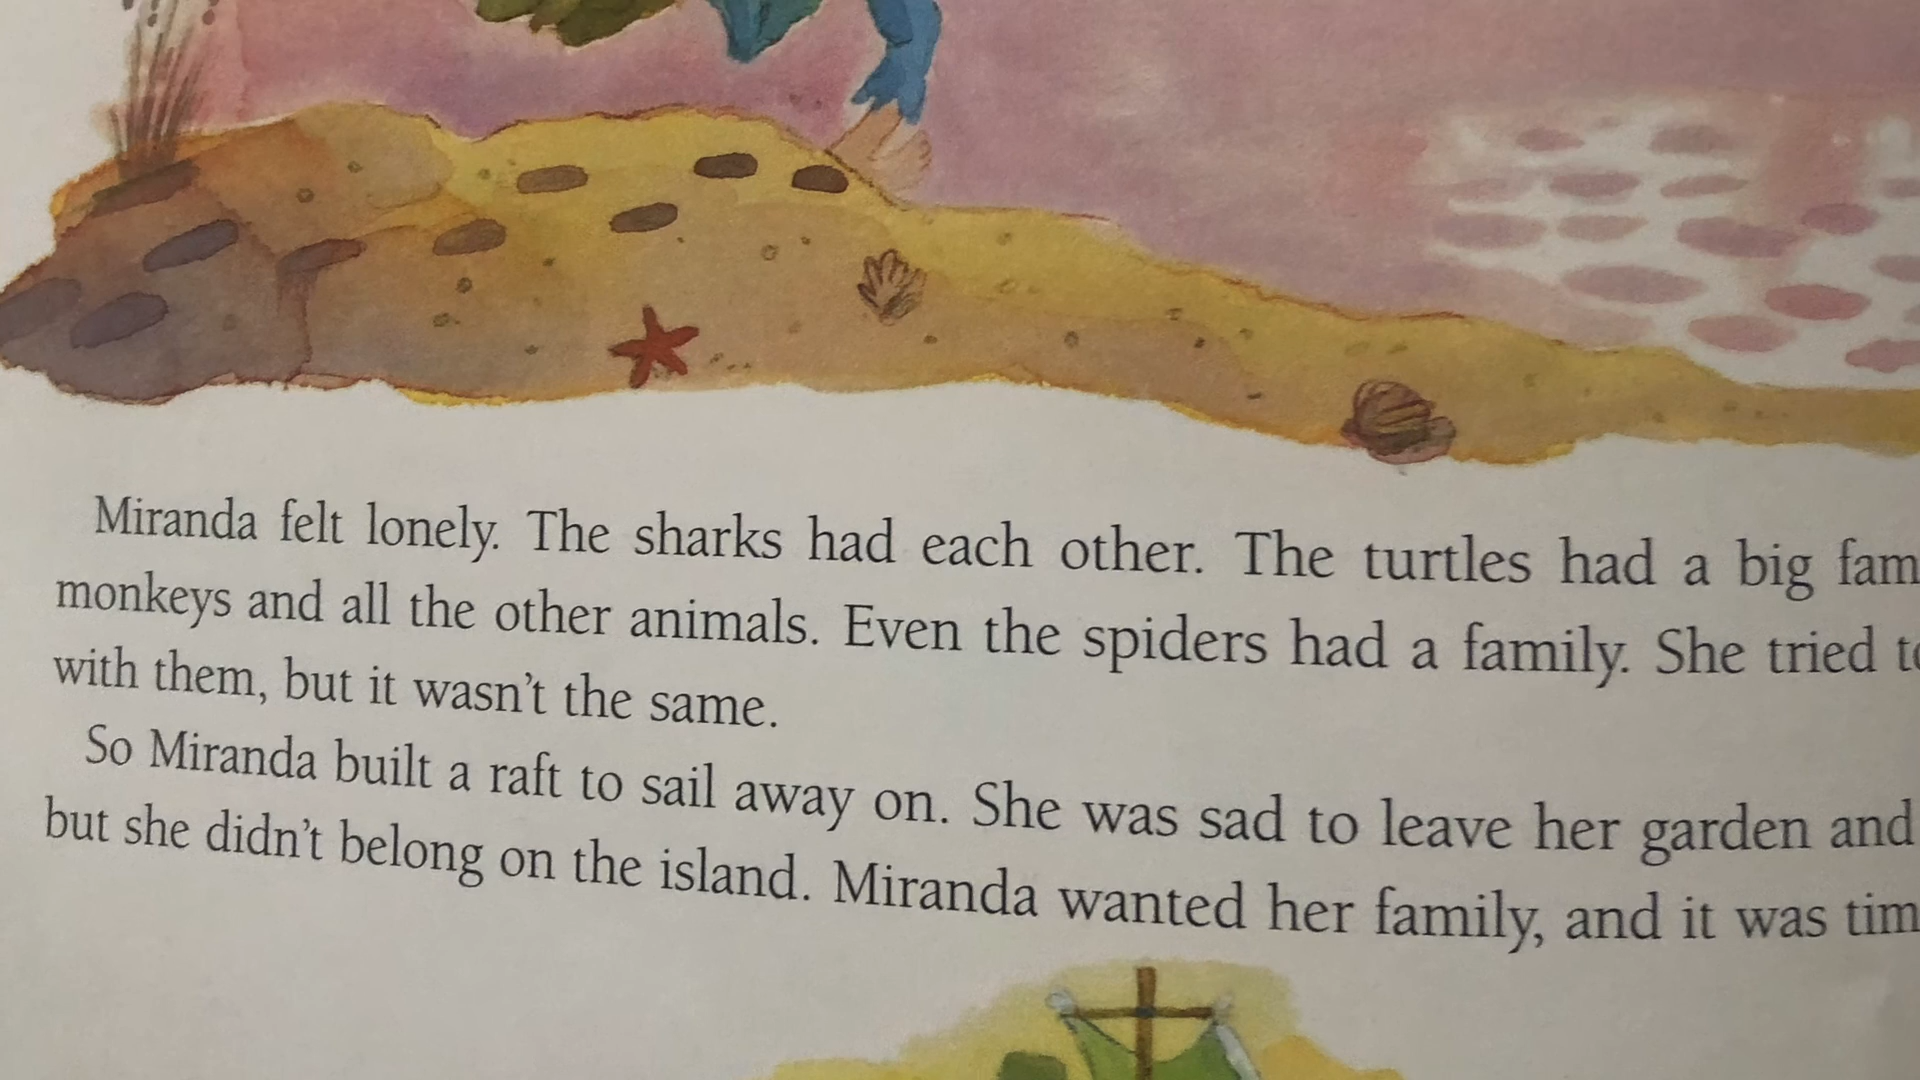 Miranda felt lonely. The sharks had each other. The turtles had a big fam
monkeys and all the other animals. Even the spiders had a family. She tried to
with them, but it wasn't the same.
So Miranda built a raft to sail away on. She was sad to leave her garden and
but she didn't belong on the island. Miranda wanted her family, and it was tim